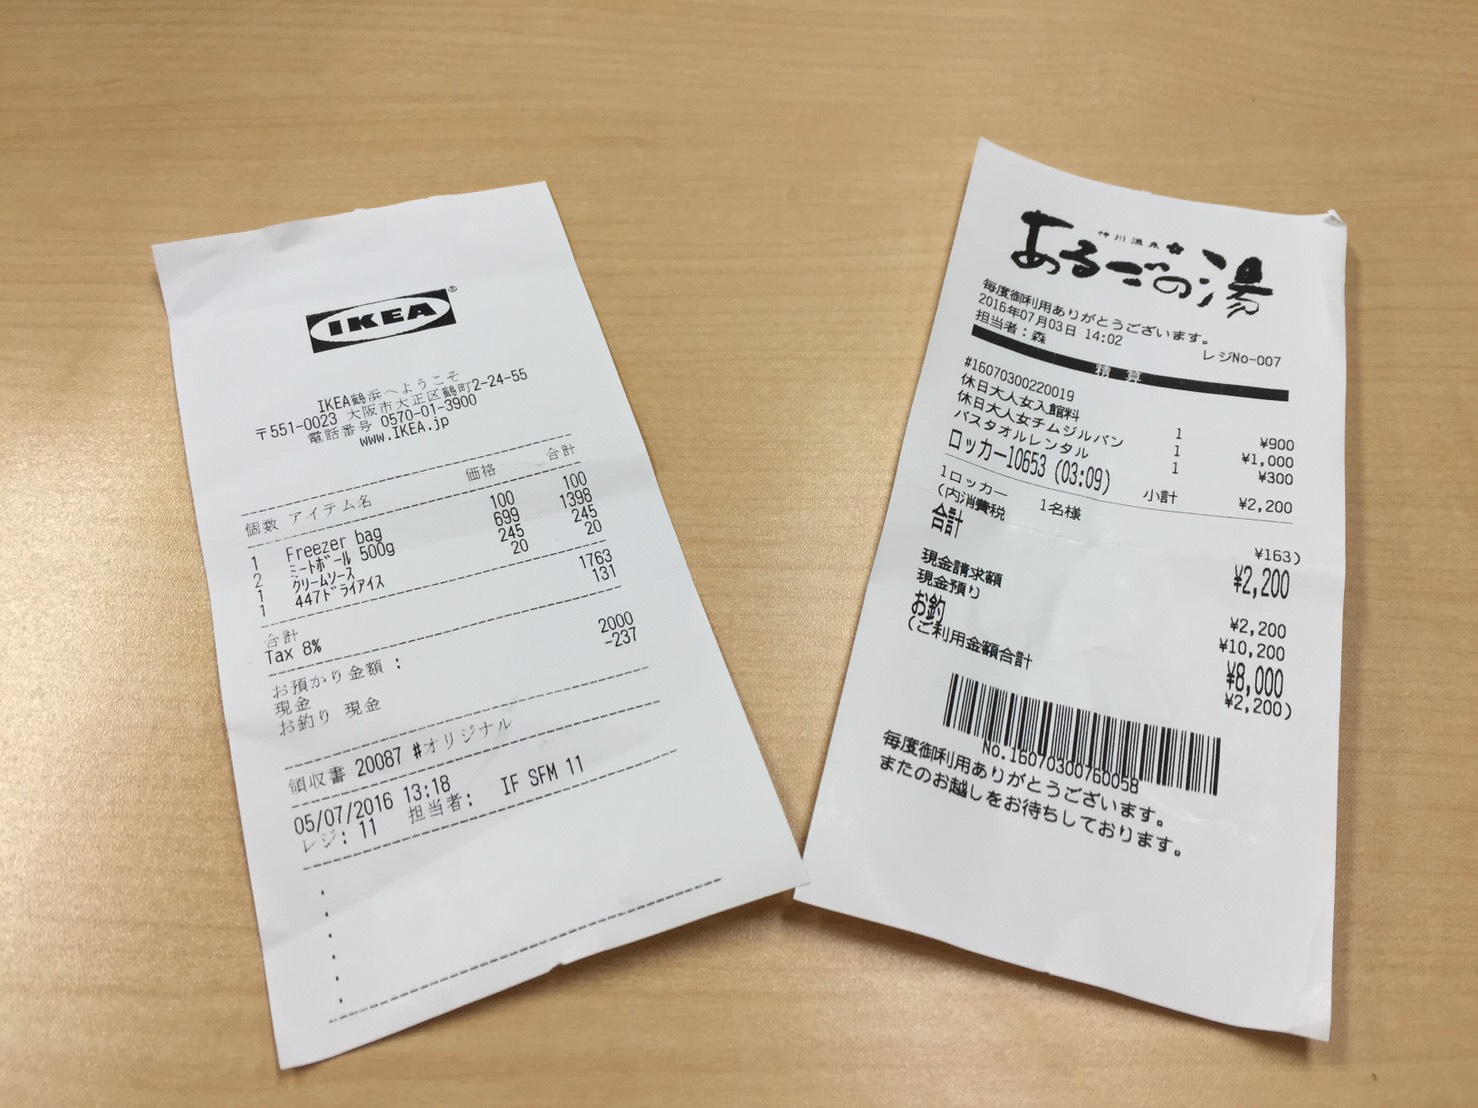 IKEA®
IKEA鶴浜へようこそ
〒551-0023 大阪市大正区鶴町2-24-55
電話番号 0570-01-3900
www.IKEA.jp
個数 アイテム名 価格 合計
1 Freezer bag 100 100
2 ミートボール 500g 699 1398
1 クリームソース 245 245
1 447ドライアイス 20 20
合計 1763
Tax 8% 131
お預かり金額 :
現金 2000
お釣り 現金 -237
領収書 20087 #オリジナル
05/07/2016 13:18
レジ: 11 担当者: IF SFM 11
神川温泉
あるごの湯
毎度御利用ありがとうございます。
2016年07月03日 14:02 レジNo-007
担当者:森
精算
#16070300220019
休日大人女入館料 1 ¥900
休日大人女チムジルバン 1 ¥1,000
バスタオルレンタル 1 ¥300
ロッカー10653 (03:09) 小計 ¥2,200
1ロッカー 1名様
(内消費税 ¥163)
合計 ¥2,200
現金請求額 ¥2,200
現金預り ¥10,200
お釣 ¥8,000
(ご利用金額合計 ¥2,200)
No.16070300760058
毎度御利用ありがとうございます。
またのお越しをお待ちしております。